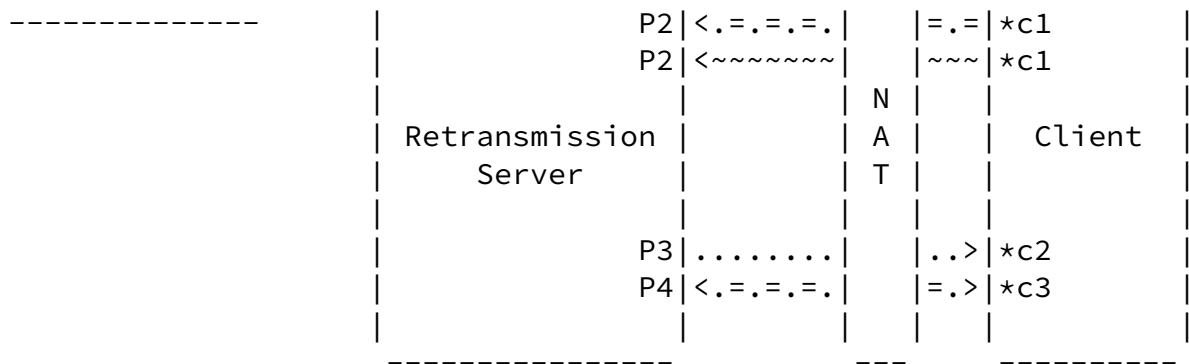 --------------       |                P2|<.=.=.=.|   |=.=|*c1       |
                     |                P2|<~~~~~~~|   |~~~|*c1       |
                     |                  |        | N |   |          |
                     |  Retransmission  |        | A |   |  Client  |
                     |      Server      |        | T |   |          |
                     |                  |        |   |   |          |
                     |                P3|........|   |..>|*c2       |
                     |                P4|<.=.=.=.|   |=.>|*c3       |
                     |                  |        |   |   |          |
                      ----------------            ---     ----------